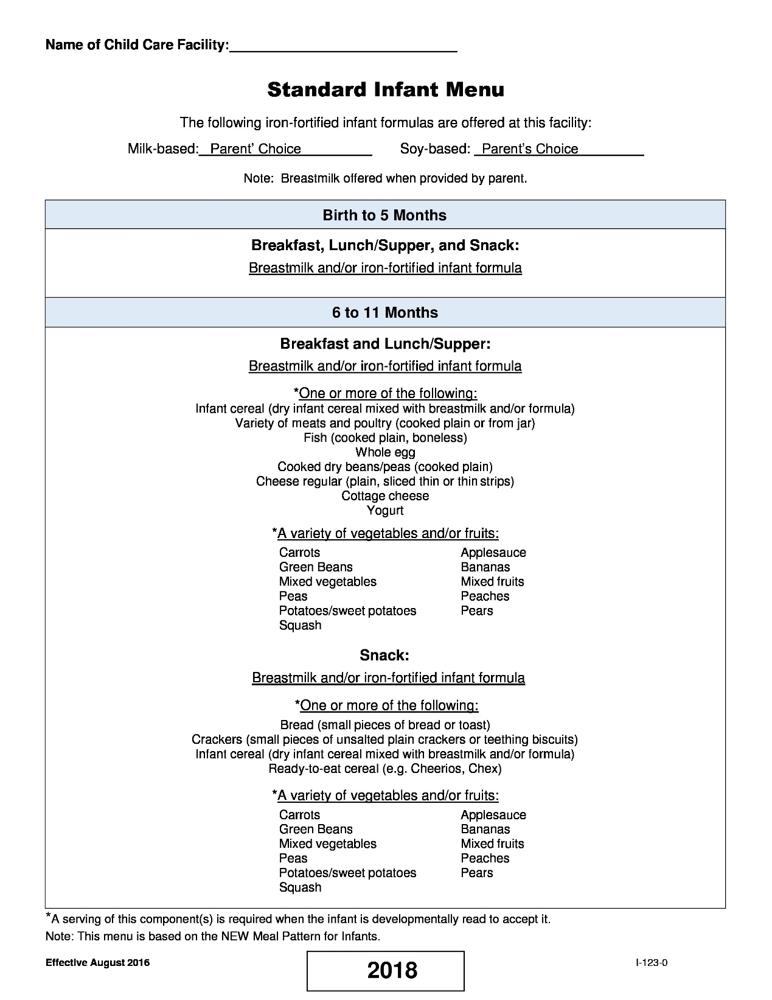 Name of Child Care Facility:
Standard Infant Menu
The following iron-fortified infant formulas are offered at this facility:
Milk-based: Parent' Choice Soy-based: Parent's Choice
Note: Breastmilk offered when provided by parent.
Birth to 5 Months
Breakfast, Lunch/Supper, and Snack:
Breastmilk and/or iron-fortified infant formula
6 to 11 Months
Breakfast and Lunch/Supper:
Breastmilk and/or iron-fortified infant formula
*One or more of the following:
Infant cereal (dry infant cereal mixed with breastmilk and/or formula)
Variety of meats and poultry (cooked plain or from jar)
Fish (cooked plain, boneless)
Whole egg
Cooked dry beans/peas (cooked plain)
Cheese regular (plain, sliced thin or thin strips)
Cottage cheese
Yogurt
*A variety of vegetables and/or fruits:
Carrots Applesauce
Green Beans Bananas
Mixed vegetables Mixed fruits
Peas Peaches
Potatoes/sweet potatoes Pears
Squash
Snack:
Breastmilk and/or iron-fortified infant formula
*One or more of the following:
Bread (small pieces of bread or toast)
Crackers (small pieces of unsalted plain crackers or teething biscuits)
Infant cereal (dry infant cereal mixed with breastmilk and/or formula)
Ready-to-eat cereal (e.g. Cheerios, Chex)
*A variety of vegetables and/or fruits:
Carrots Applesauce
Green Beans Bananas
Mixed vegetables Mixed fruits
Peas Peaches
Potatoes/sweet potatoes Pears
Squash
*A serving of this component(s) is required when the infant is developmentally read to accept it.
Note: This menu is based on the NEW Meal Pattern for Infants.
Effective August 2016 2018 I-123-0